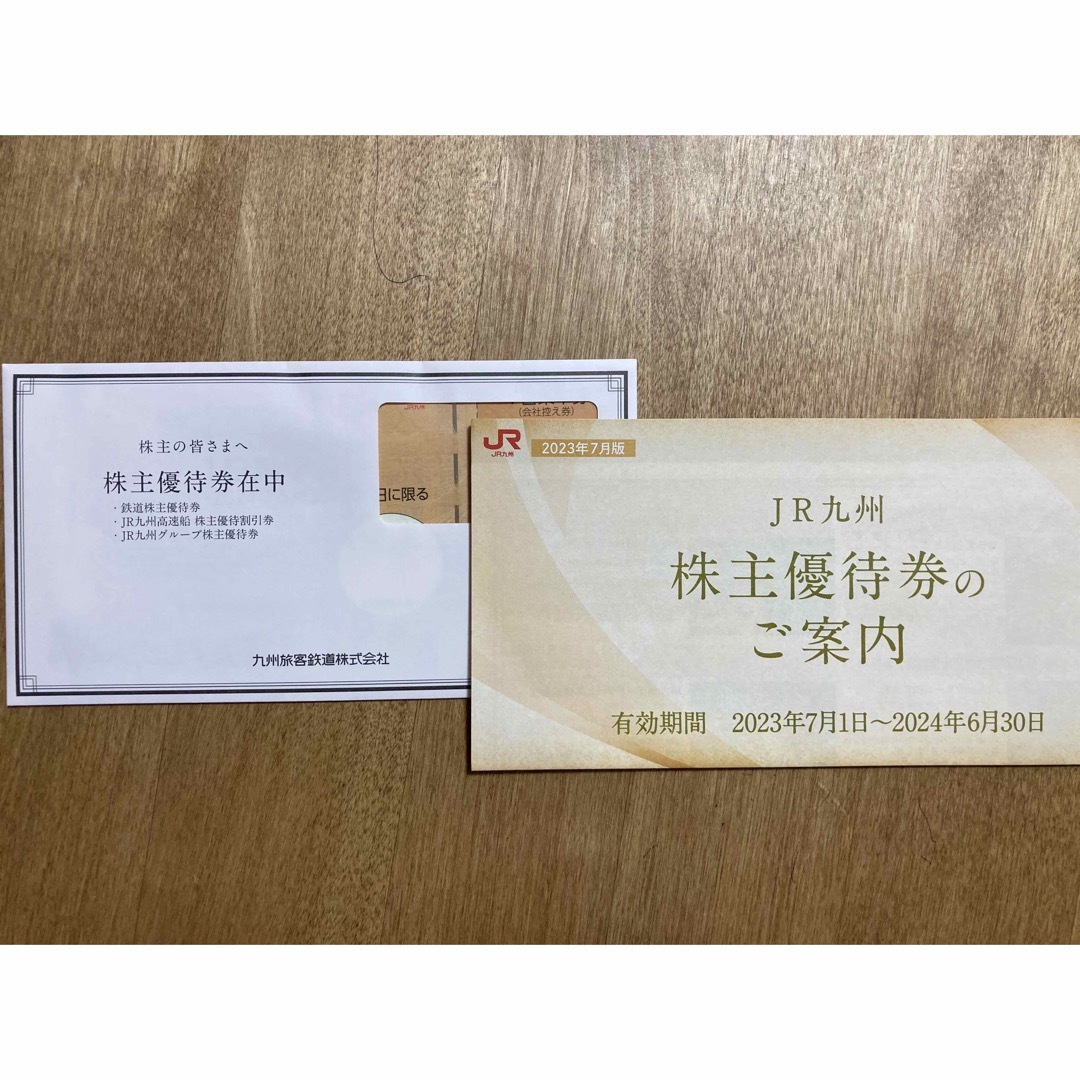 株主の皆さまへ
株主優待券在中
・鉄道株主優待券
・JR九州高速船 株主優待割引券
・JR九州グループ株主優待券
九州旅客鉄道株式会社
JR九州
(会社控え券)
日に限る
JR
JR九州
2023年7月版
JR九州
株主優待券の
ご案内
有効期間 2023年7月1日～2024年6月30日